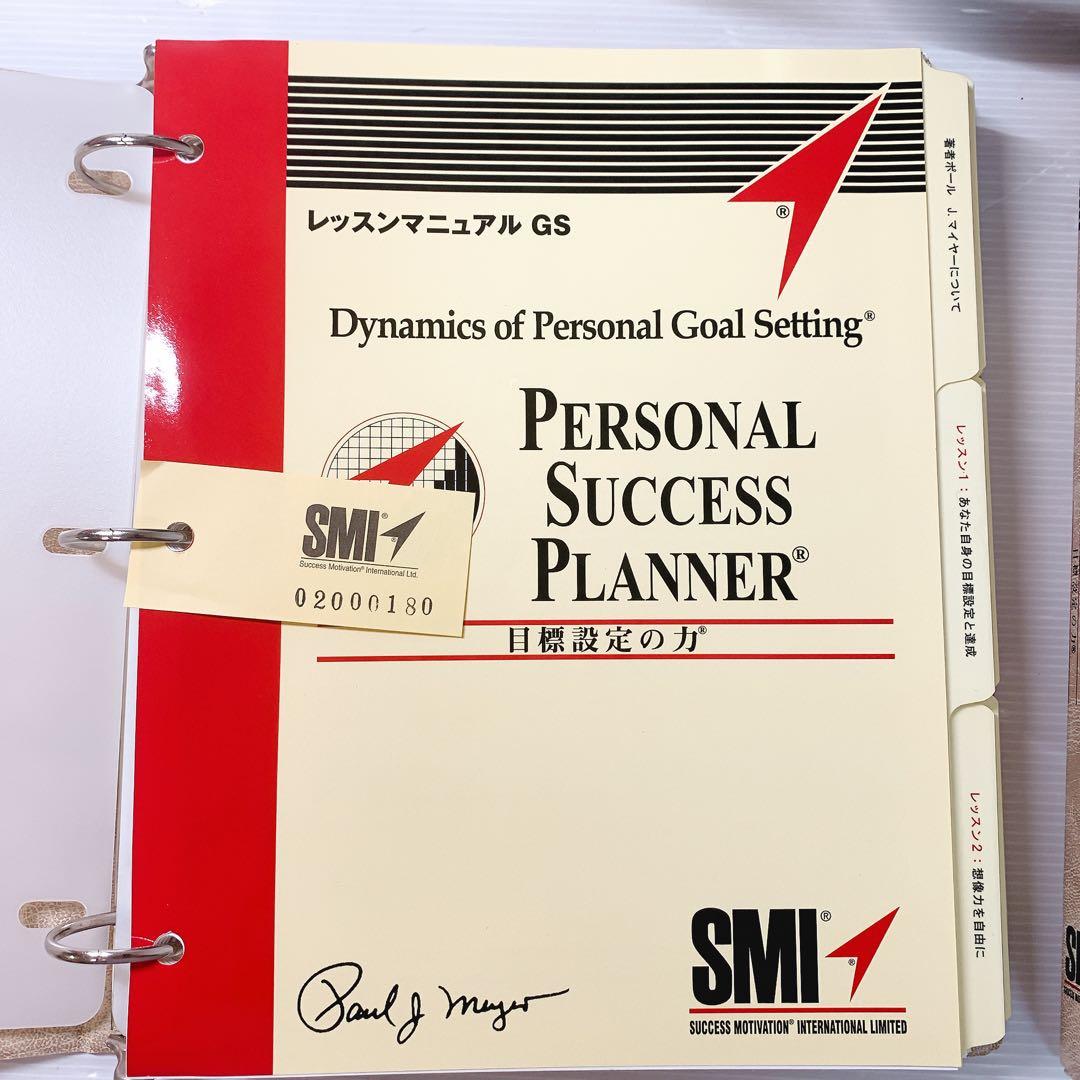 レッスンマニュアル GS
Dynamics of Personal Goal Setting®
PERSONAL
SUCCESS
PLANNER®
目標設定の力®
SMI®
Success Motivation® International Ltd.
02000180
Paul J Meyer
SMI®
SUCCESS MOTIVATION® INTERNATIONAL LIMITED
著者ポール J.マイヤーについて
レッスン1:あなた自身の目標設定と達成
レッスン2:想像力を自由に